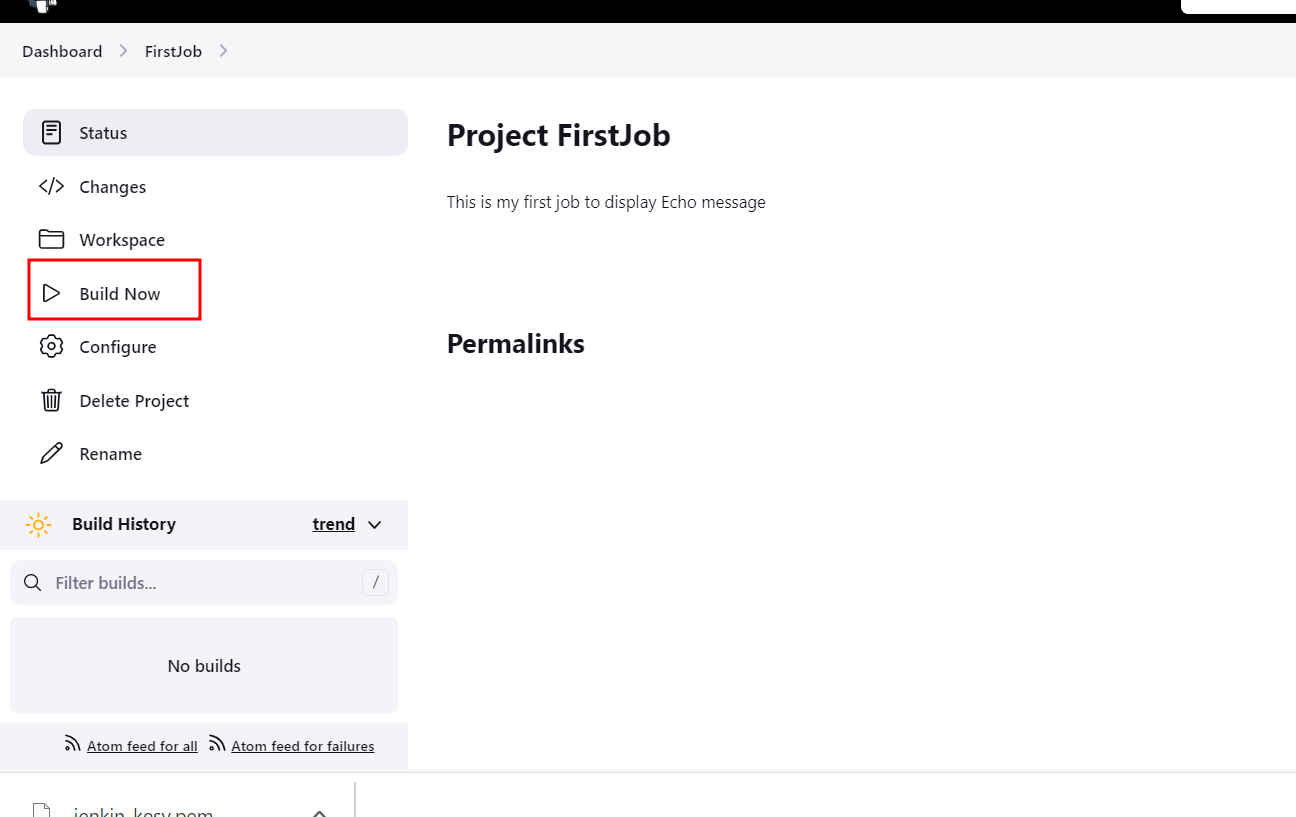 Dashboard > FirstJob >
Status
Changes
Workspace
Build Now
Configure
Delete Project
Rename
Project FirstJob
This is my first job to display Echo message
Permalinks
Build History trend
Filter builds... /
No builds
Atom feed for all Atom feed for failures